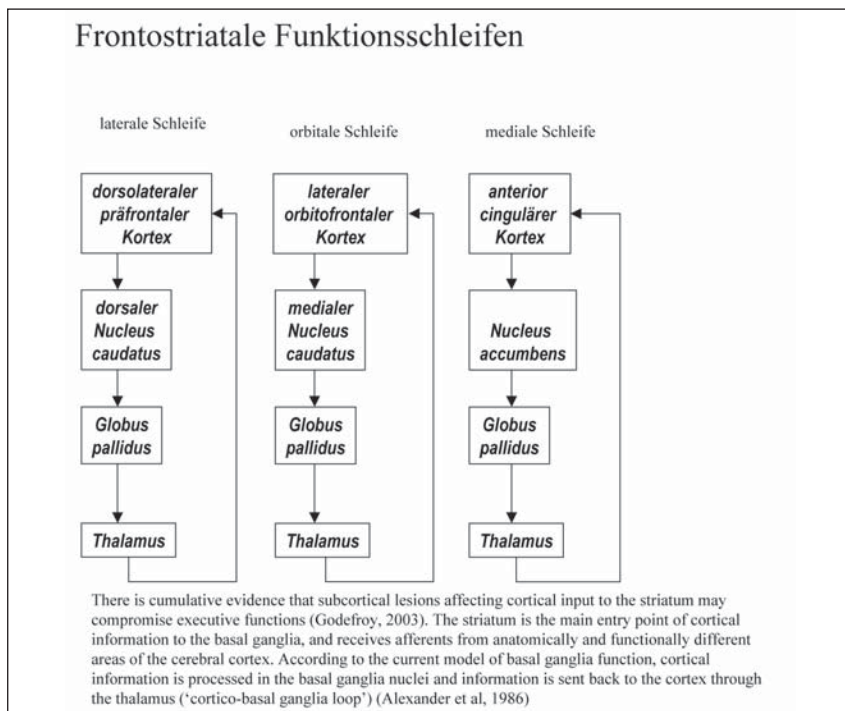 Frontostriatale Funktionsschleifen
laterale Schleife
orbitale Schleife
mediale Schleife
dorsolateraler
präfrontaler
Kortex
lateraler
orbitofrontaler
Kortex
anterior
cingulärer
Kortex
dorsaler
Nucleus
caudatus
medialer
Nucleus
caudatus
Nucleus
accumbens
Globus
pallidus
Globus
pallidus
Globus
pallidus
Thalamus
Thalamus
Thalamus
There is cumulative evidence that subcortical lesions affecting cortical input to the striatum may
compromise executive functions (Godefroy, 2003). The striatum is the main entry point of cortical
information to the basal ganglia, and receives afferents from anatomically and functionally different
areas of the cerebral cortex. According to the current model of basal ganglia function, cortical
information is processed in the basal ganglia nuclei and information is sent back to the cortex through
the thalamus (‘cortico-basal ganglia loop’) (Alexander et al, 1986)